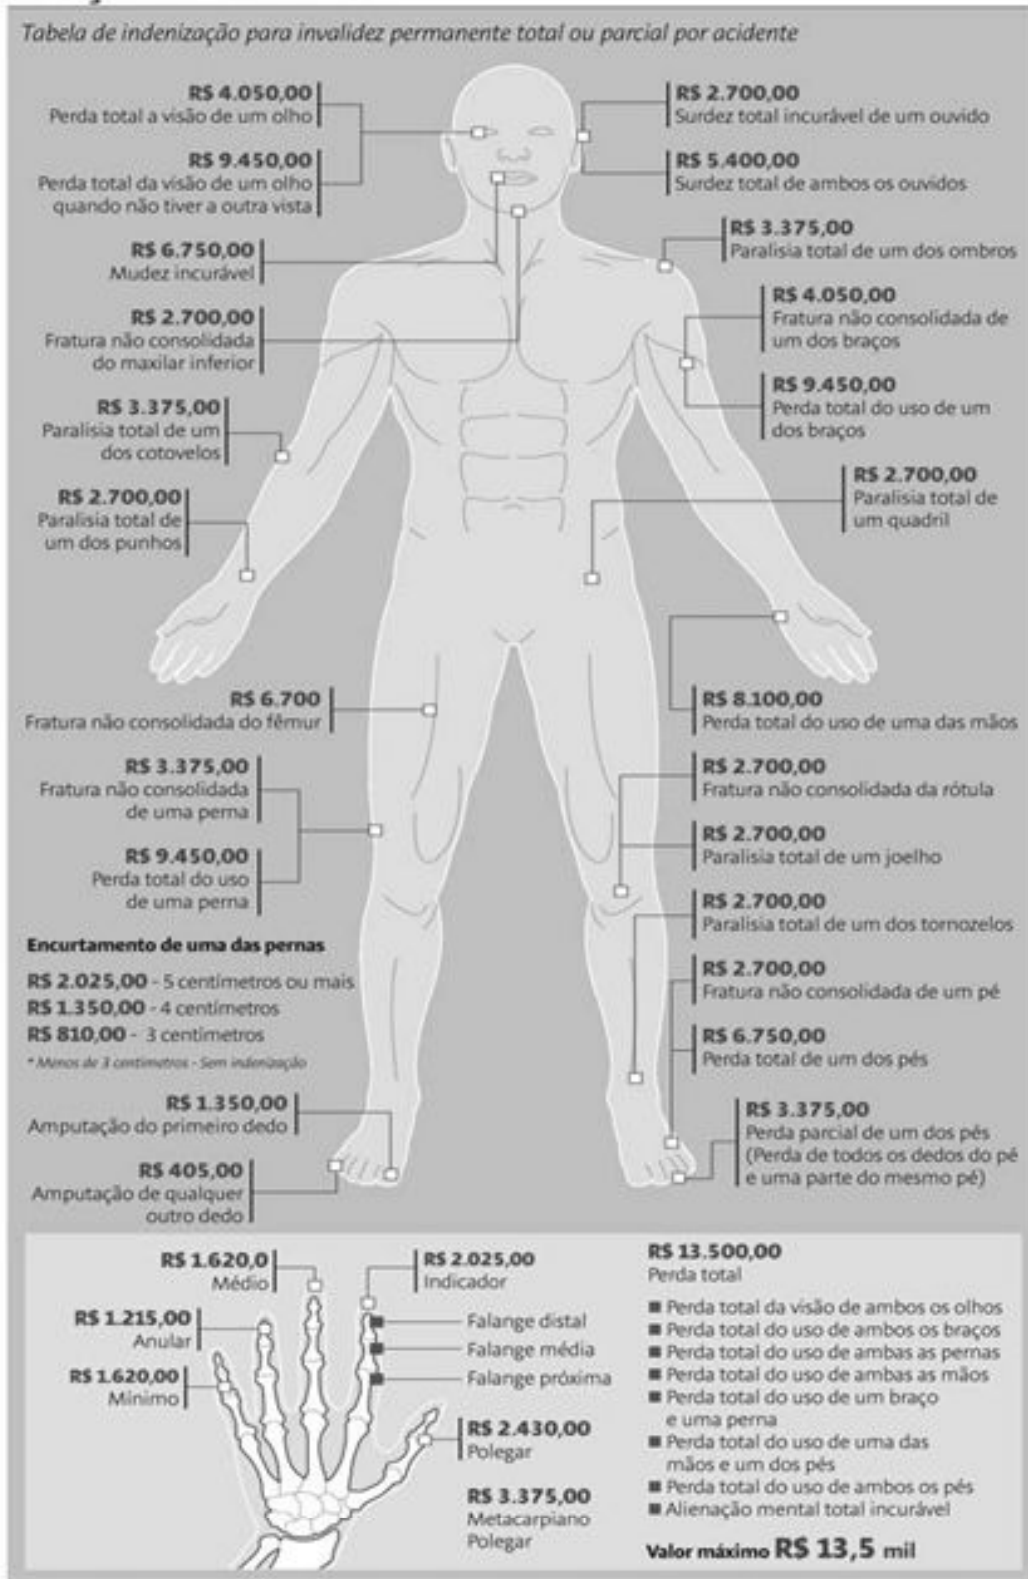 Tabela de indenização para invalidez permanente total ou parcial por acidente
R$ 4.050,00
Perda total a visão de um olho
R$ 9.450,00
Perda total da visão de um olho
quando não tiver a outra vista
R$ 6.750,00
Mudez incurável
R$ 2.700,00
Fratura não consolidada
do maxilar inferior
R$ 3.375,00
Paralisia total de um
dos cotovelos
R$ 2.700,00
Paralisia total de
um dos punhos
R$ 2.700,00
Surdez total incurável de um ouvido
R$ 5.400,00
Surdez total de ambos os ouvidos
R$ 3.375,00
Paralisia total de um dos ombros
R$ 4.050,00
Fratura não consolidada de
um dos braços
R$ 9.450,00
Perda total do uso de um
dos braços
R$ 2.700,00
Paralisia total de
um quadril
R$ 6.700
Fratura não consolidada do fêmur
R$ 3.375,00
Fratura não consolidada
de uma perna
R$ 9.450,00
Perda total do uso
de uma perna
Encurtamento de uma das pernas
R$ 2.025,00 - 5 centímetros ou mais
R$ 1.350,00 - 4 centímetros
R$ 810,00 - 3 centímetros
* Menos de 3 centimetros - Sem indenização
R$ 1.350,00
Amputação do primeiro dedo
R$ 405,00
Amputação de qualquer
outro dedo
R$ 8.100,00
Perda total do uso de uma das mãos
R$ 2.700,00
Fratura não consolidada da rótula
R$ 2.700,00
Paralisia total de um joelho
R$ 2.700,00
Paralisia total de um dos tornozelos
R$ 2.700,00
Fratura não consolidada de um pé
R$ 6.750,00
Perda total de um dos pés
R$ 3.375,00
Perda parcial de um dos pés
(Perda de todos os dedos do pé
e uma parte do mesmo pé)
R$ 1.620,0
Médio
R$ 1.215,00
Anular
R$ 1.620,00
Mínimo
R$ 2.025,00
Indicador
Falange distal
Falange média
Falange próxima
R$ 2.430,00
Polegar
R$ 3.375,00
Metacarpiano
Polegar
R$ 13.500,00
Perda total
Perda total da visão de ambos os olhos
Perda total do uso de ambos os braços
Perda total do uso de ambas as pernas
Perda total do uso de ambas as mãos
Perda total do uso de um braço
e uma perna
Perda total do uso de uma das
mãos e um dos pés
Perda total do uso de ambos os pés
Alienação mental total incurável
Valor máximo R$ 13,5 mil